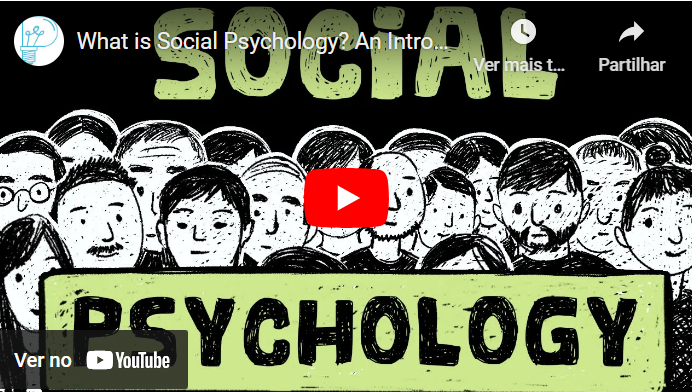 SOCiAL
What is Social Psychology? An Intro...
Ver mais t...
Partilhar
PSYCHOLOGY
Ver no YouTube